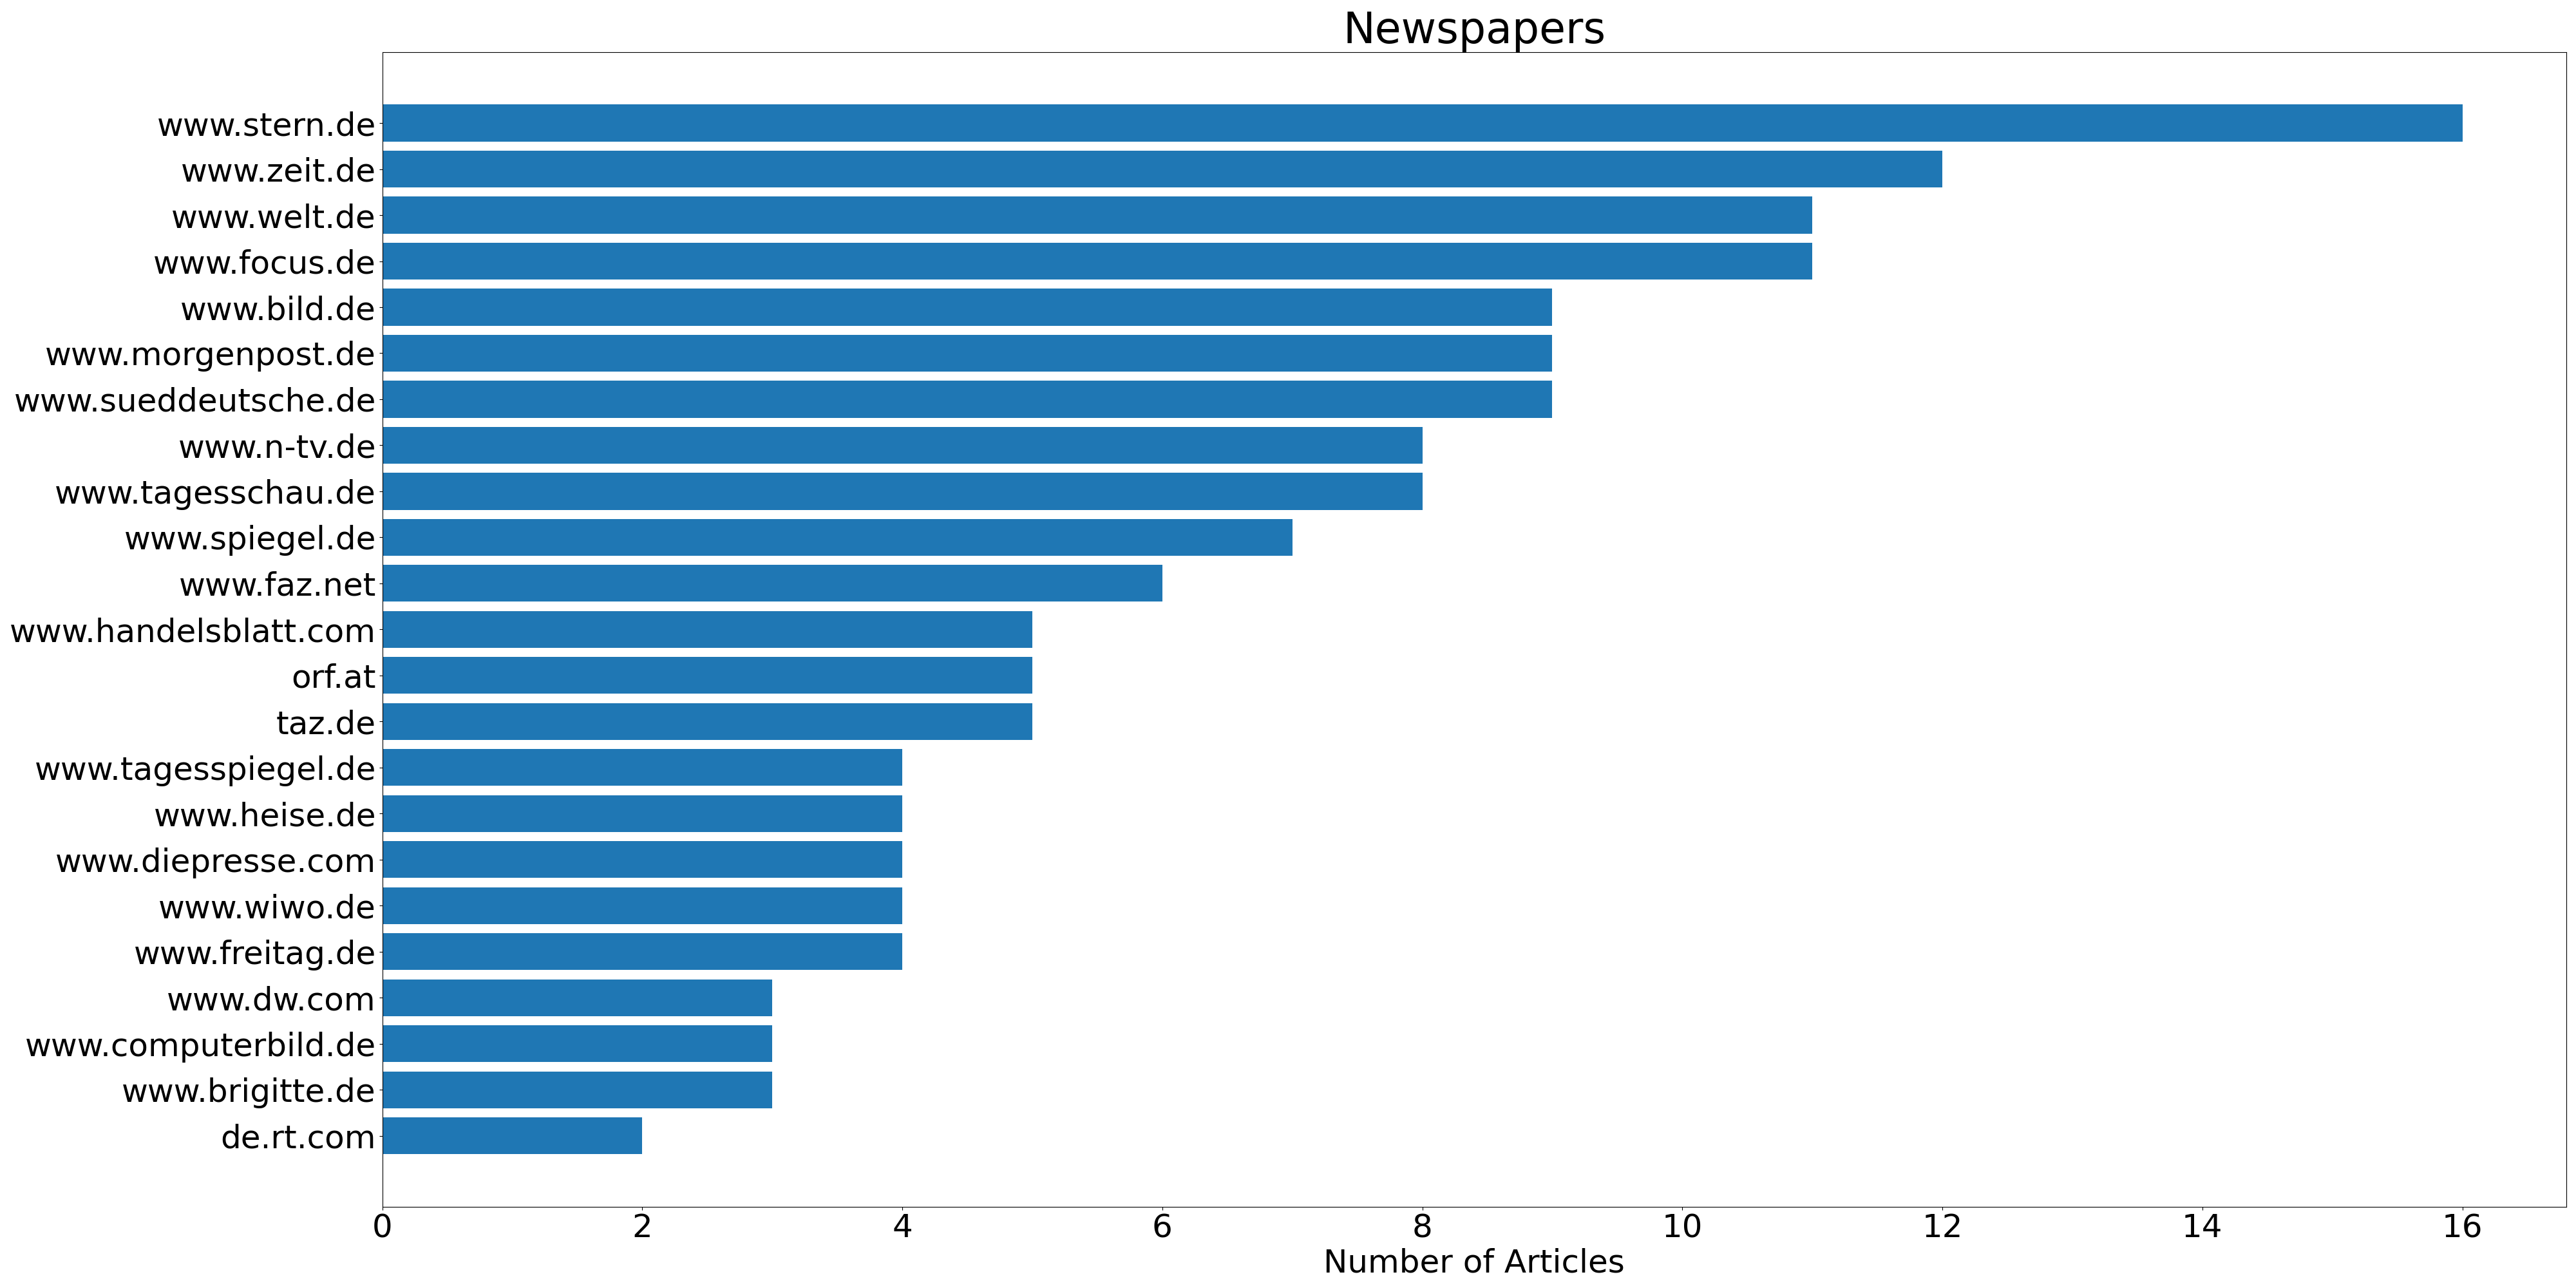 Newspapers
www.stern.de
www.zeit.de
www.welt.de
www.focus.de
www.bild.de
www.morgenpost.de
www.sueddeutsche.de
www.n-tv.de
www.tagesschau.de
www.spiegel.de
www.faz.net
www.handelsblatt.com
orf.at
taz.de
www.tagesspiegel.de
www.heise.de
www.diepresse.com
www.wiwo.de
www.freitag.de
www.dw.com
www.computerbild.de
www.brigitte.de
de.rt.com
0 2 4 6 8 10 12 14 16
Number of Articles